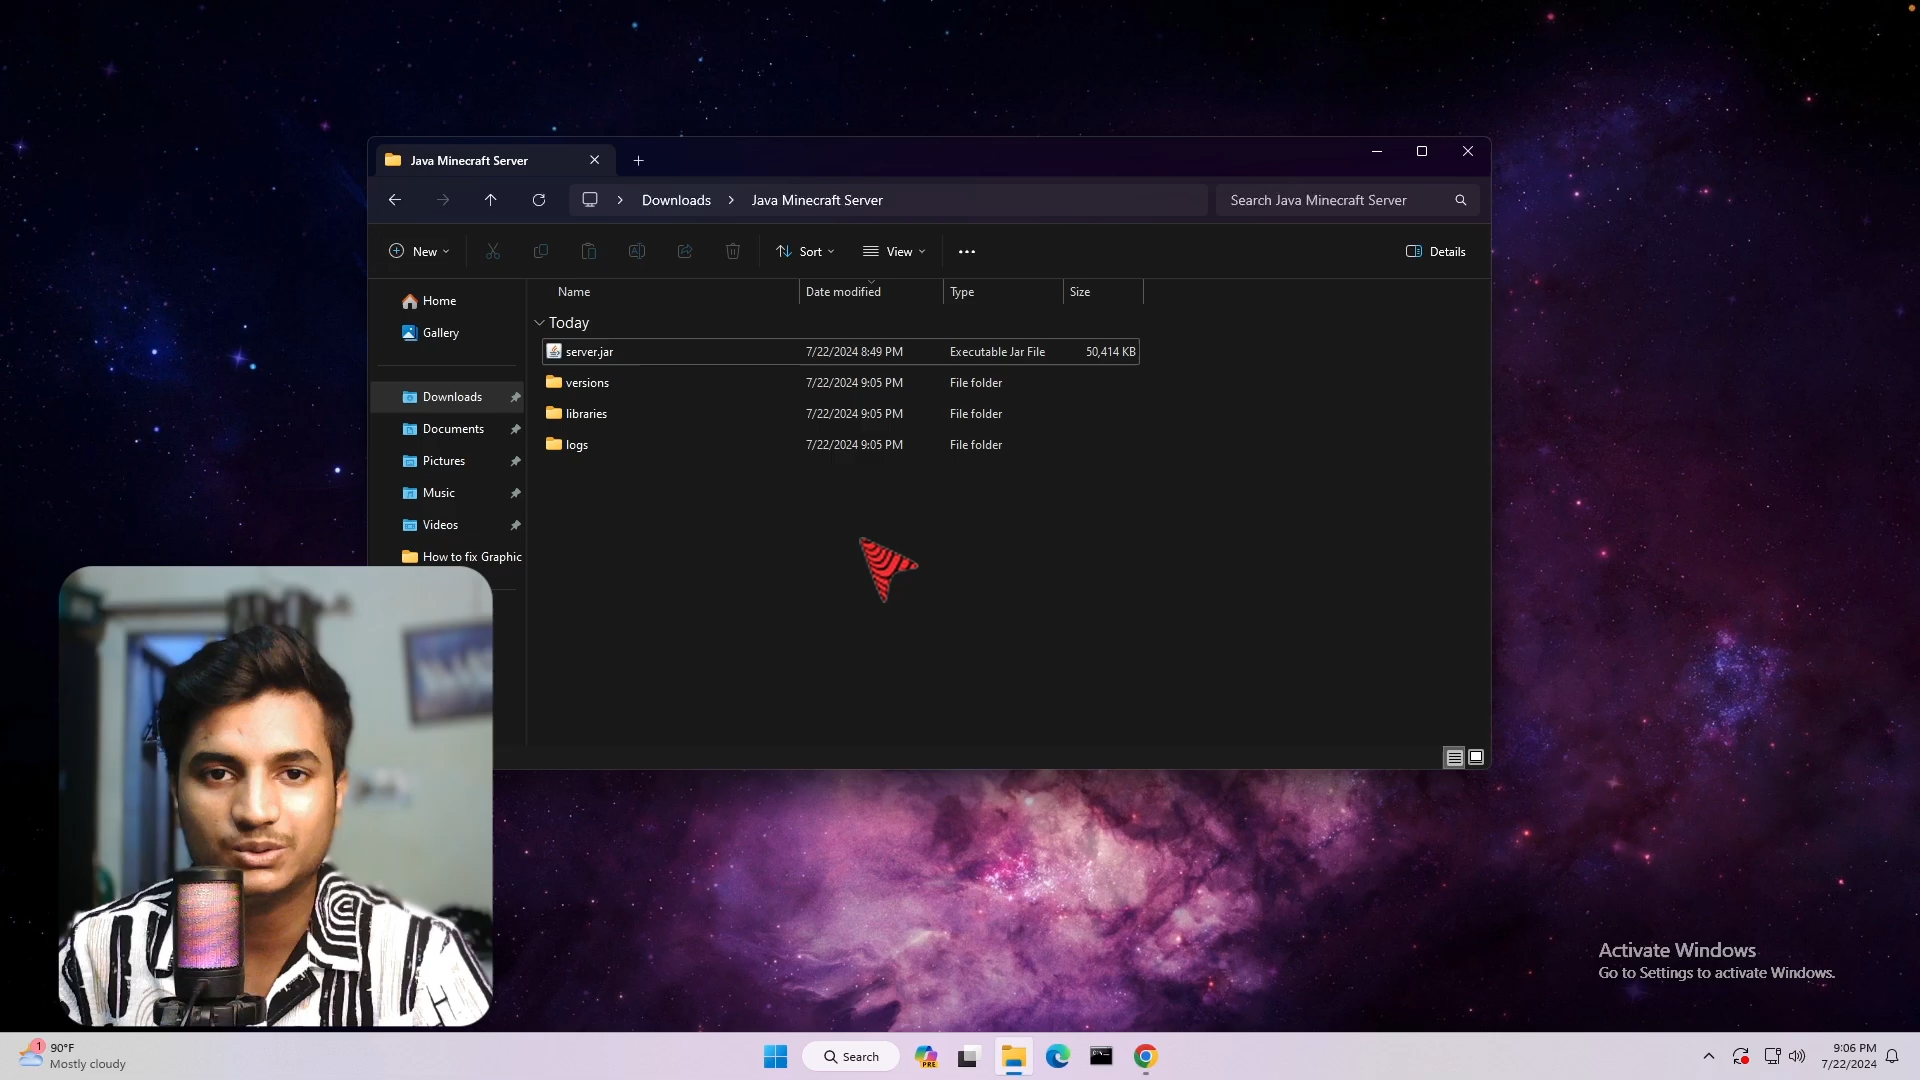 Java Minecraft Server
Downloads
Java Minecraft Server
Search Java Minecraft Server
New
Sort
View
Details
Name
Date modified
Type
Size
Home
Gallery
Today
server.jar 7/22/2024 8:49 PM Executable Jar File 50,414 KB
versions 7/22/2024 9:05 PM File folder
libraries 7/22/2024 9:05 PM File folder
logs 7/22/2024 9:05 PM File folder
Downloads
Documents
Pictures
Music
Videos
How to fix Graphic
Activate Windows
Go to Settings to activate Windows.
1
90°F
Mostly cloudy
Search
PRE
9:06 PM
7/22/2024